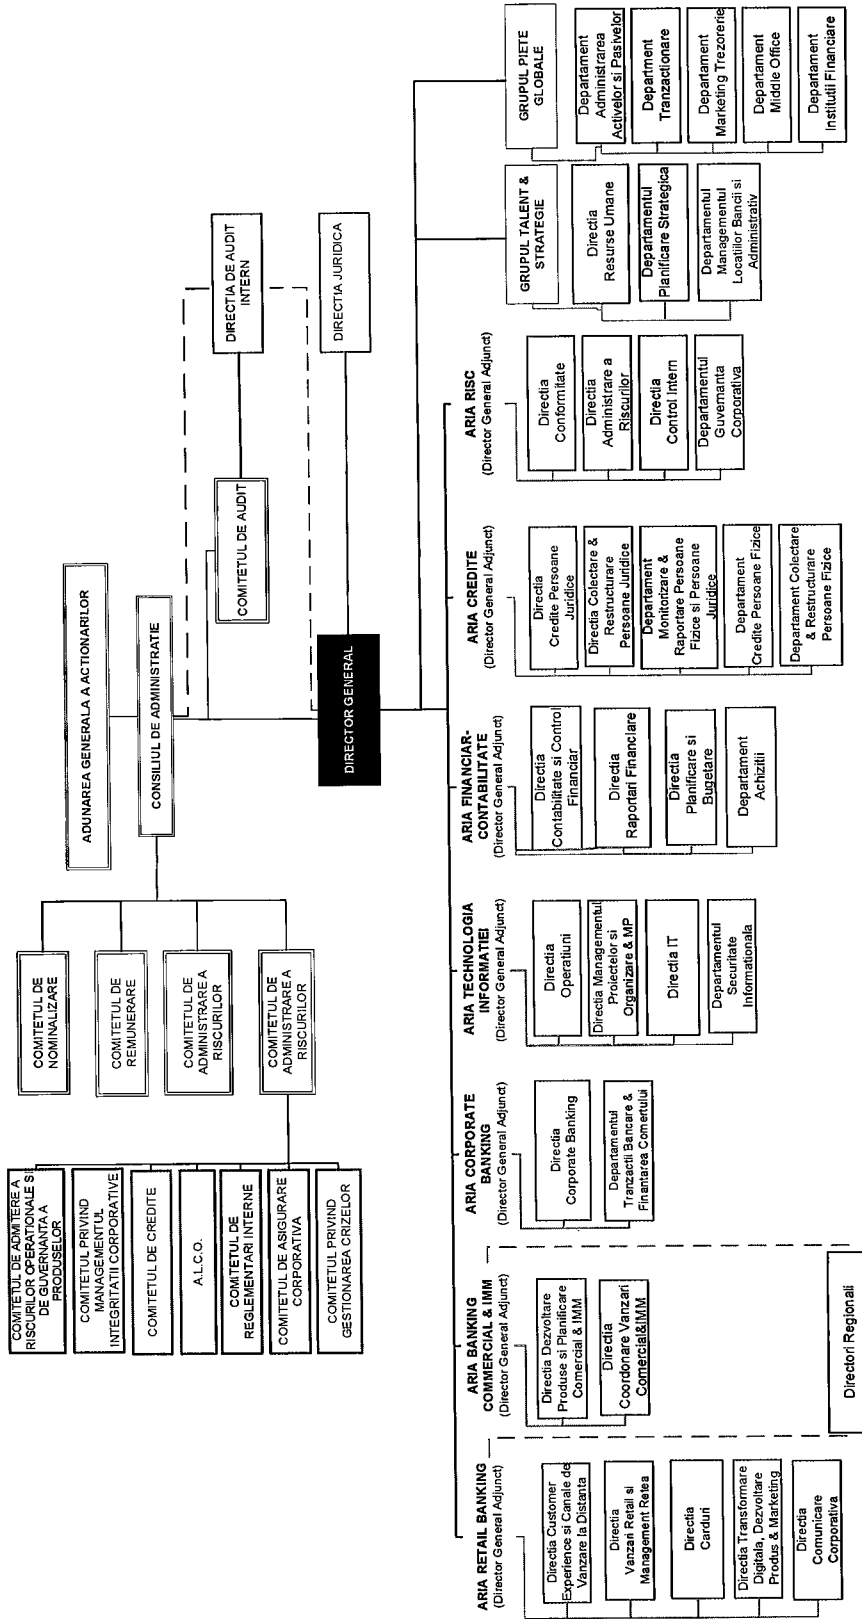 ADUNAREA GENERALA A ACTIONARILOR
CONSILIUL DE ADMINISTRATIE
COMITETUL DE
NOMINALIZARE
COMITETUL DE
REMUNERARE
COMITETUL DE
ADMINISTRARE A
RISCURILOR
COMITETUL DE
ADMINISTRARE A
RISCURILOR
COMITETUL DE ADMITERE A
RISCURILOR OPERATIONALE SI
DE GUVERNANTA A
PRODUSELOR
COMITETUL PRIVIND
MANAGEMENTUL
INTEGRITATII CORPORATIVE
COMITETUL DE CREDITE
A.L.C.O.
COMITETUL DE
REGLEMENTARI INTERNE
COMITETUL DE ASIGURARE
CORPORATIVA
COMITETUL PRIVIND
GESTIONAREA CRIZELOR
COMITETUL DE AUDIT
DIRECTIA DE AUDIT
INTERN
DIRECTOR GENERAL
DIRECTIA JURIDICA
ARIA RETAIL BANKING
(Director General Adjunct)
Directia Customer
Experience si Canale de
Vanzare la Distanta
Directia
Vanzari Retail si
Management Retea
Directia
Carduri
Directia Transformare
Digitala, Dezvoltare
Produs & Marketing
Directia
Comunicare
Corporativa
ARIA BANKING
COMMERCIAL & IMM
(Director General Adjunct)
Directia Dezvoltare
Produse si Planificare
Comercial & IMM
Directia
Coordonare Vanzari
Comercial&IMM
Directori Regionali
ARIA CORPORATE
BANKING
(Director General Adjunct)
Directia
Corporate Banking
Departamentul
Tranzactii Bancare &
Finantarea Comertului
ARIA TECHNOLOGIA
INFORMATIEI
(Director General Adjunct)
Directia
Operatiuni
Directia Managementul
Proiectelor si
Organizare & MP
Directia IT
Departamentul
Securitate
Informationala
ARIA FINANCIAR-
CONTABILITATE
(Director General Adjunct)
Directia
Contabilitate si Control
Financiar
Directia
Raportari Financiare
Directia
Planificare si
Bugetare
Departament
Achizitii
ARIA CREDITE
(Director General Adjunct)
Directia
Credite Persoane
Juridice
Directia Colectare &
Restructurare
Persoane Juridice
Departament
Monitorizare &
Raportare Persoane
Fizice si Persoane
Juridice
Departament
Credite Persoane Fizice
Departament Colectare
& Restructurare
Persoane Fizice
ARIA RISC
(Director General Adjunct)
Directia
Conformitate
Directia
Administrare a
Riscurilor
Directia
Control Intern
Departamentul
Guvernanta
Corporativa
GRUPUL TALENT &
STRATEGIE
Directia
Resurse Umane
Departamentul
Planificare Strategica
Departamentul
Managementul
Locatiilor Bancii si
Administrativ
GRUPUL PIETE
GLOBALE
Departament
Administrarea
Activelor si Pasivelor
Department
Tranzactionare
Departament
Marketing Trezorerie
Departament
Middle Office
Departament
Institutii Financiare